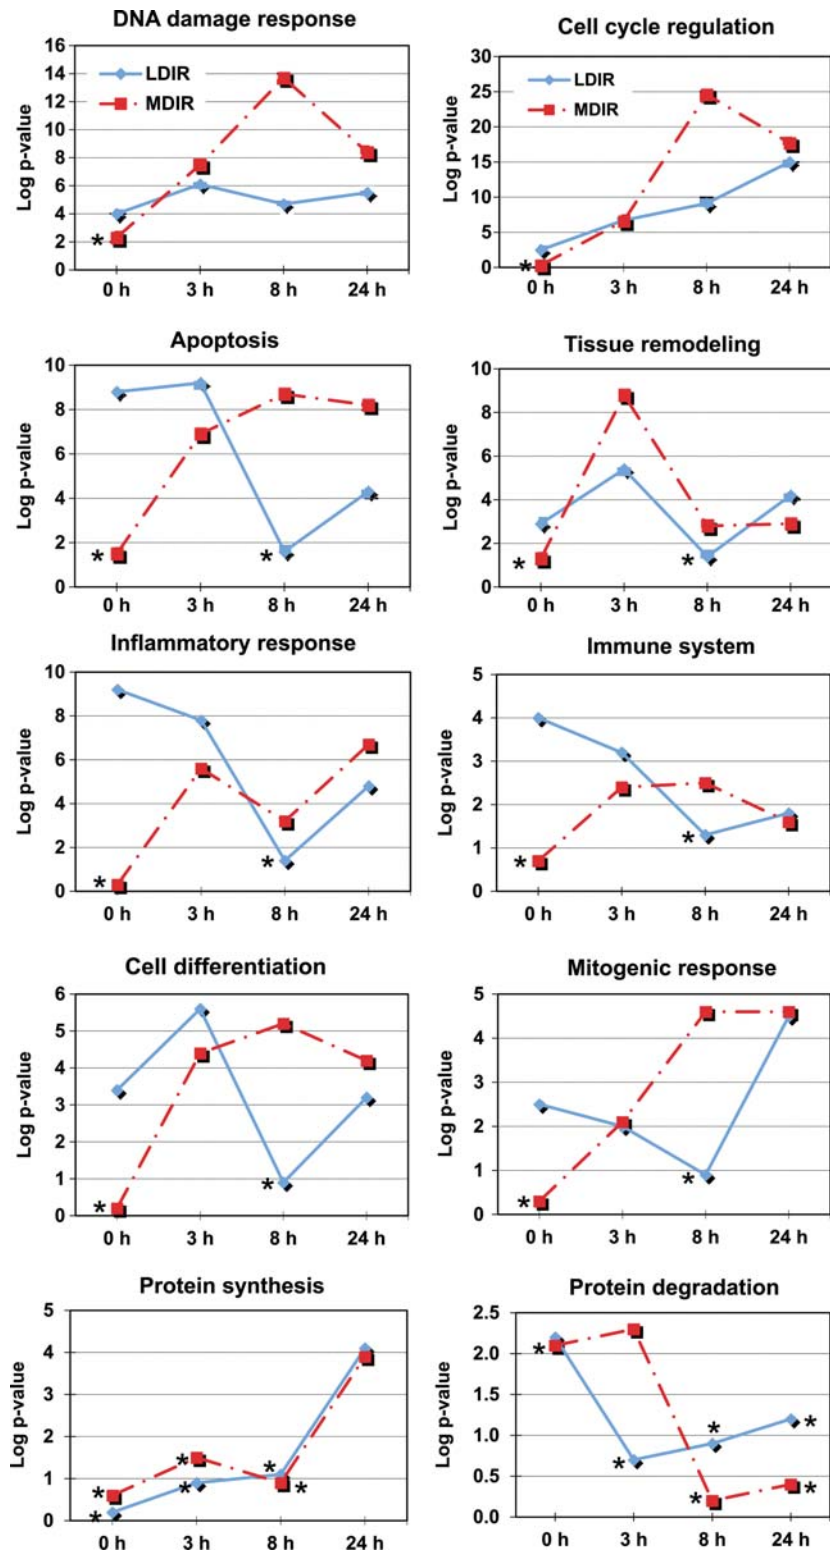 DNA damage response
Log p-value
16
14
12
10
8
6
4
2
0
LDIR
MDIR
*
0 h 3 h 8 h 24 h
Cell cycle regulation
Log p-value
30
25
20
15
10
5
0
LDIR
MDIR
*
0 h 3 h 8 h 24 h
Apoptosis
Log p-value
10
8
6
4
2
0
* *
0 h 3 h 8 h 24 h
Tissue remodeling
Log p-value
10
8
6
4
2
0
* *
0 h 3 h 8 h 24 h
Inflammatory response
Log p-value
10
8
6
4
2
0
* *
0 h 3 h 8 h 24 h
Immune system
Log p-value
5
4
3
2
1
0
* *
0 h 3 h 8 h 24 h
Cell differentiation
Log p-value
6
5
4
3
2
1
0
* *
0 h 3 h 8 h 24 h
Mitogenic response
Log p-value
5
4
3
2
1
0
* *
0 h 3 h 8 h 24 h
Protein synthesis
Log p-value
5
4
3
2
1
0
* * *
* * *
0 h 3 h 8 h 24 h
Protein degradation
Log p-value
2.5
2.0
1.5
1.0
0.5
0.0
*
* * *
* *
0 h 3 h 8 h 24 h